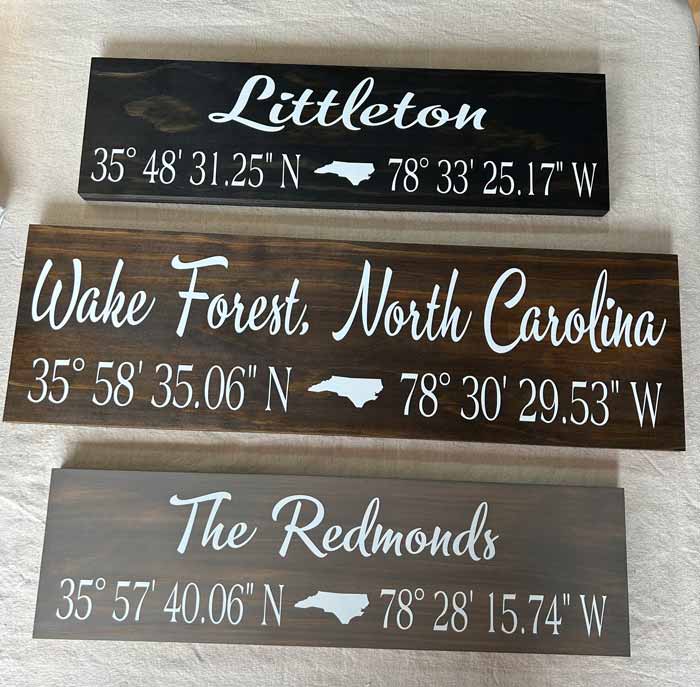 Littleton
35° 48' 31.25" N 78° 33' 25.17" W
Wake Forest, North Carolina
35° 58' 35.06" N 78° 30' 29.53" W
The Redmonds
35° 57' 40.06" N 78° 28' 15.74" W